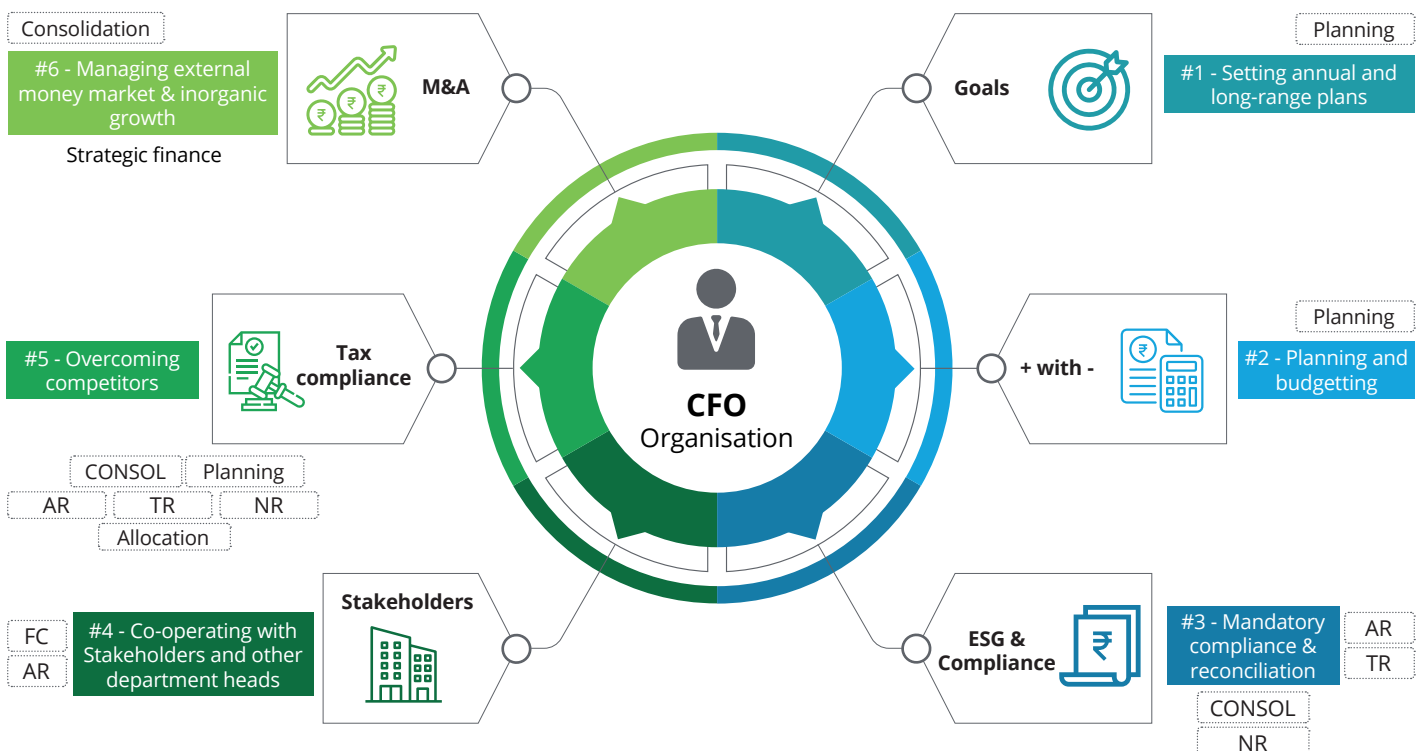 Consolidation
#6 - Managing external
money market & inorganic
growth
Strategic finance
M&A
₹
₹
₹
Goals
Planning
#1 - Setting annual and
long-range plans
#5 - Overcoming
competitors
Tax
compliance
CFO
Organisation
+ with -
₹
Planning
#2 - Planning and
budgetting
CONSOL
Planning
AR
TR
NR
Allocation
FC
AR
#4 - Co-operating with
Stakeholders and other
department heads
Stakeholders
ESG &
Compliance
₹
#3 - Mandatory
compliance &
reconciliation
AR
TR
CONSOL
NR